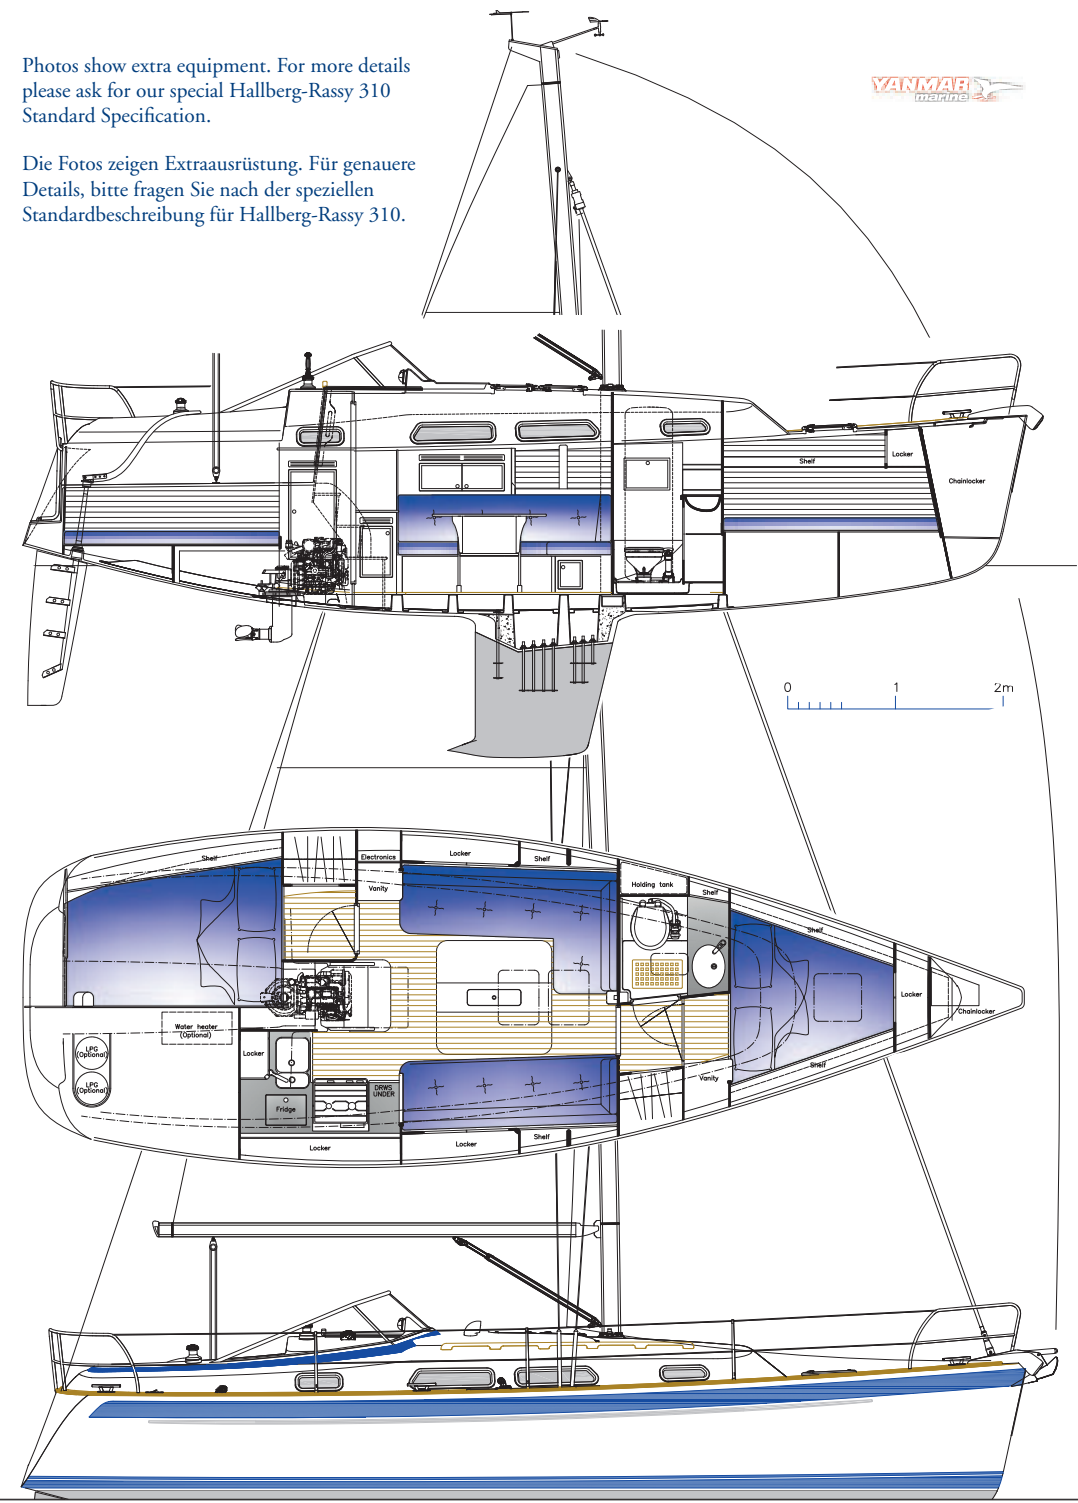 Photos show extra equipment. For more details
please ask for our special Hallberg-Rassy 310
Standard Specification.
Die Fotos zeigen Extraausrüstung. Für genauere
Details, bitte fragen Sie nach der speziellen
Standardbeschreibung für Hallberg-Rassy 310.
YANMAR
marine
Shelf
Locker
Chainlocker
0 1 2m
Shelf
Electronics
Vanity
Locker
Shelf
Holding tank
Shelf
Shelf
Locker
Chainlocker
Water heater
(Optional)
LPG
(Optional)
LPG
(Optional)
Locker
Fridge
DRWS
UNDER
Locker
Locker
Shelf
Vanity
Shelf